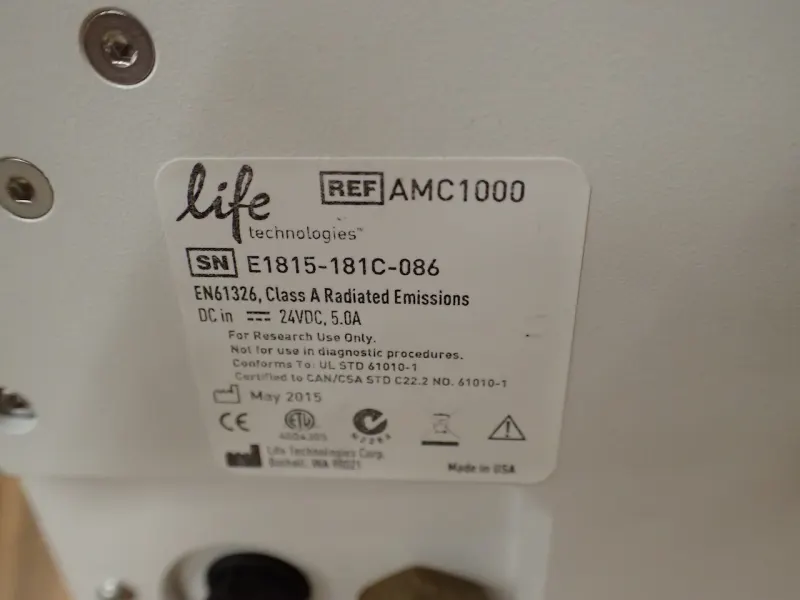 life
technologies™
REF AMC1000
SN E1815-181C-086
EN61326, Class A Radiated Emissions
DC in 24VDC, 5.0A
For Research Use Only.
Not for use in diagnostic procedures.
Conforms To: UL STD 61010-1
Certified to CAN/CSA STD C22.2 NO. 61010-1
May 2015
CE
ETL
Life Technologies Corp.
WA
Made in USA